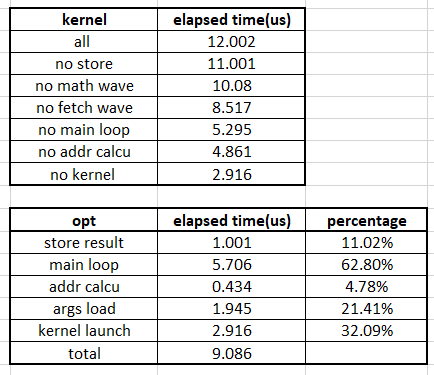 kernel elapsed time(us)
all 12.002
no store 11.001
no math wave 10.08
no fetch wave 8.517
no main loop 5.295
no addr calcu 4.861
no kernel 2.916
opt elapsed time(us) percentage
store result 1.001 11.02%
main loop 5.706 62.80%
addr calcu 0.434 4.78%
args load 1.945 21.41%
kernel launch 2.916 32.09%
total 9.086